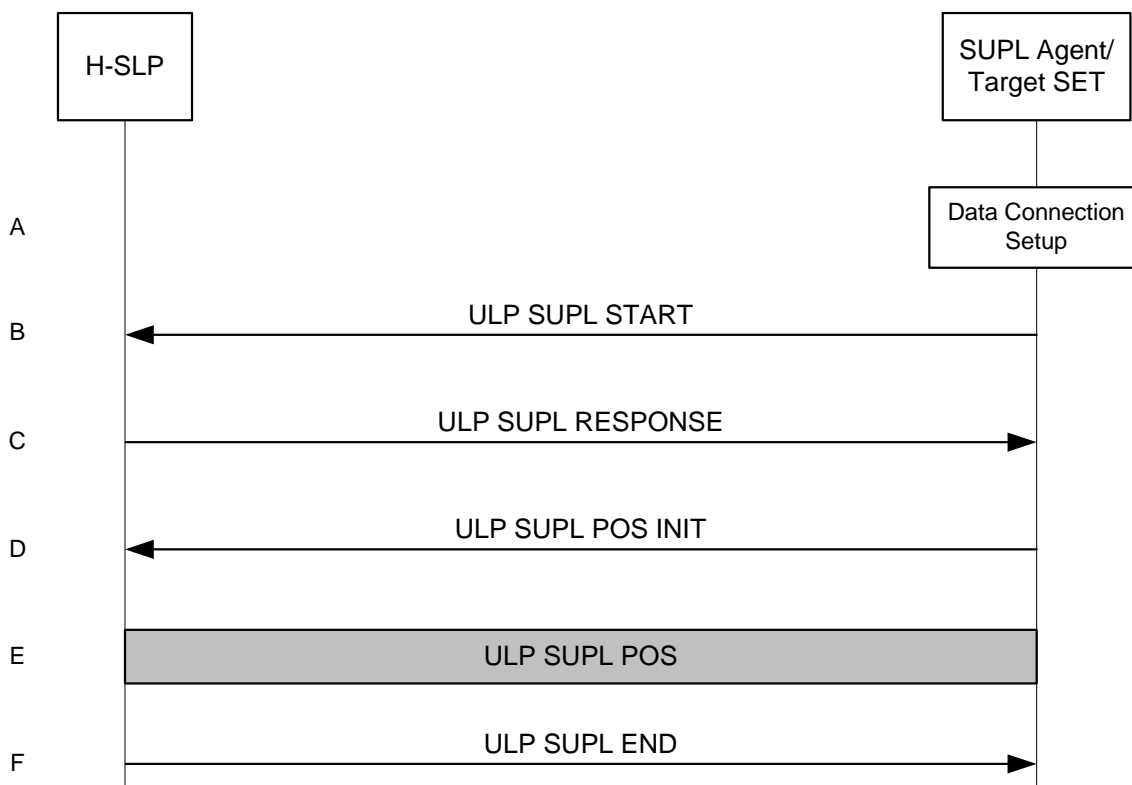 H-SLP
SUPL Agent/
Target SET
A
Data Connection
Setup
B
ULP SUPL START
C
ULP SUPL RESPONSE
D
ULP SUPL POS INIT
E
ULP SUPL POS
F
ULP SUPL END